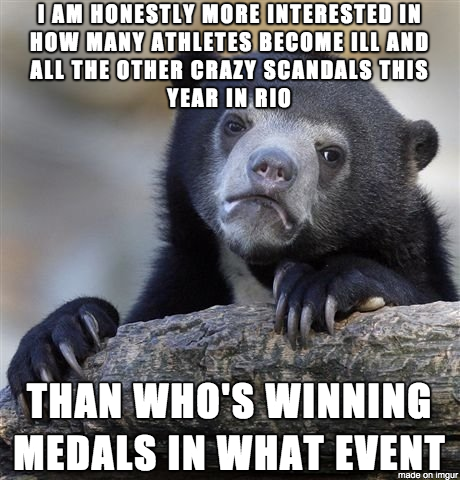 I AM HONESTLY MORE INTERESTED IN
HOW MANY ATHLETES BECOME ILL AND
ALL THE OTHER CRAZY SCANDALS THIS
YEAR IN RIO
THAN WHO'S WINNING
MEDALS IN WHAT EVENT
made on imgur